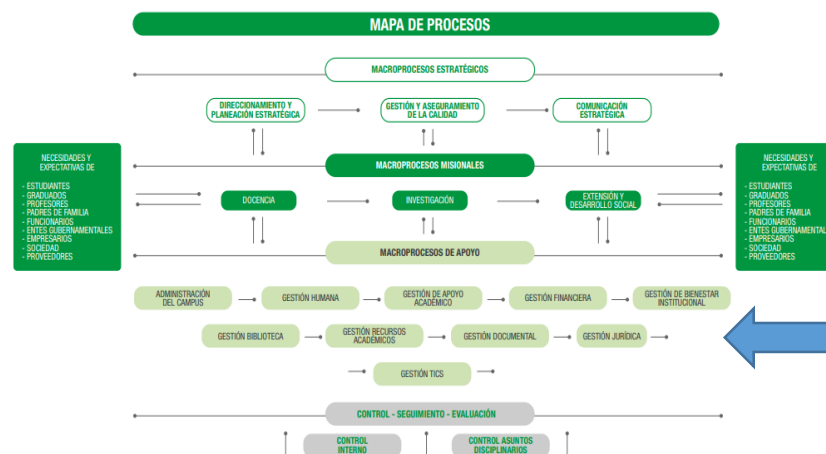 MAPA DE PROCESOS
MACROPROCESOS ESTRATÉGICOS
DIRECCIONAMIENTO Y
PLANEACIÓN ESTRATÉGICA
GESTIÓN Y ASEGURAMIENTO
DE LA CALIDAD
COMUNICACIÓN
ESTRATÉGICA
NECESIDADES Y
EXPECTATIVAS DE
- ESTUDIANTES
- GRADUADOS
- PROFESORES
- PADRES DE FAMILIA
- FUNCIONARIOS
- ENTES GUBERNAMENTALES
- EMPRESARIOS
- SOCIEDAD
- PROVEEDORES
MACROPROCESOS MISIONALES
DOCENCIA
INVESTIGACIÓN
EXTENSIÓN Y
DESARROLLO SOCIAL
NECESIDADES Y
EXPECTATIVAS DE
- ESTUDIANTES
- GRADUADOS
- PROFESORES
- PADRES DE FAMILIA
- FUNCIONARIOS
- ENTES GUBERNAMENTAL
- EMPRESARIOS
- SOCIEDAD
- PROVEEDORES
MACROPROCESOS DE APOYO
ADMINISTRACIÓN
DEL CAMPUS
GESTIÓN HUMANA
GESTIÓN DE APOYO
ACADÉMICO
GESTIÓN FINANCIERA
GESTIÓN DE BIENESTAR
INSTITUCIONAL
GESTIÓN BIBLIOTECA
GESTIÓN RECURSOS
ACADÉMICOS
GESTIÓN DOCUMENTAL
GESTIÓN JURÍDICA
GESTIÓN TICS
CONTROL - SEGUIMIENTO - EVALUACIÓN
CONTROL
INTERNO
CONTROL ASUNTOS
DISCIPLINARIOS